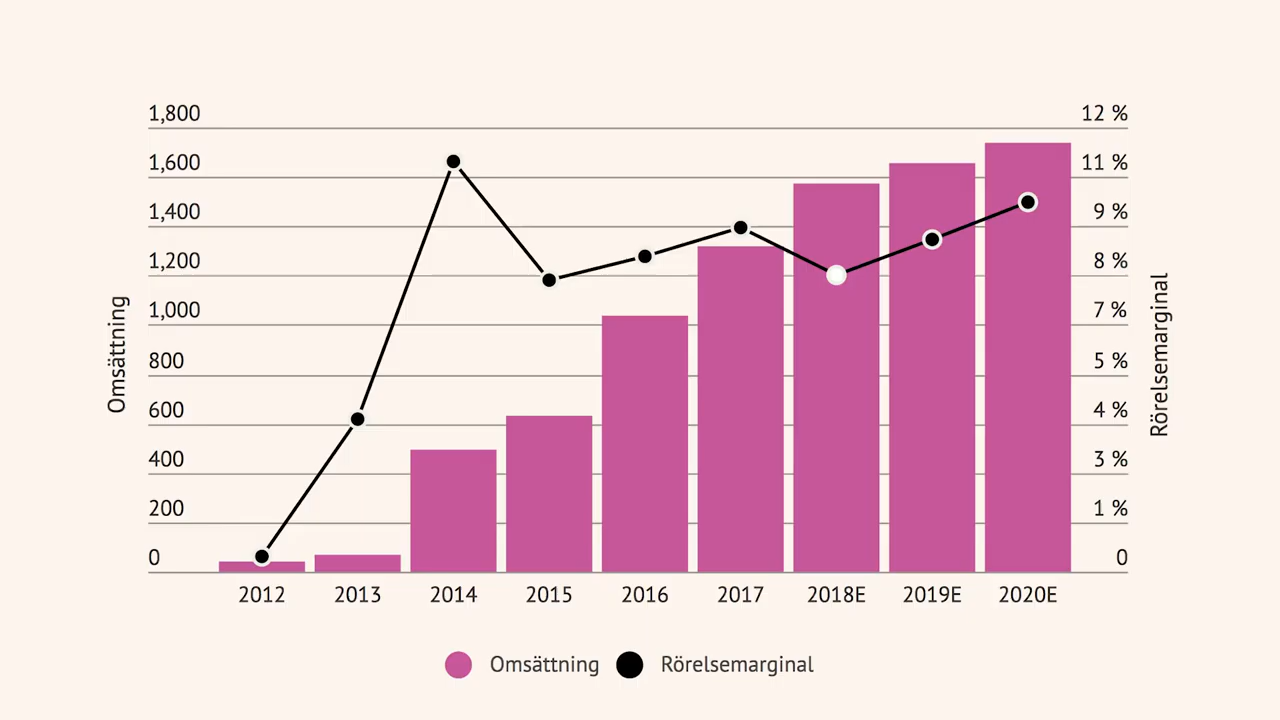 1,800 12 %
1,600 11 %
1,400 9 %
1,200 8 %
1,000 7 %
800 5 %
600 4 %
400 3 %
200 1 %
0 0
Omsättning
Rörelsemarginal
2012 2013 2014 2015 2016 2017 2018E 2019E 2020E
Omsättning Rörelsemarginal